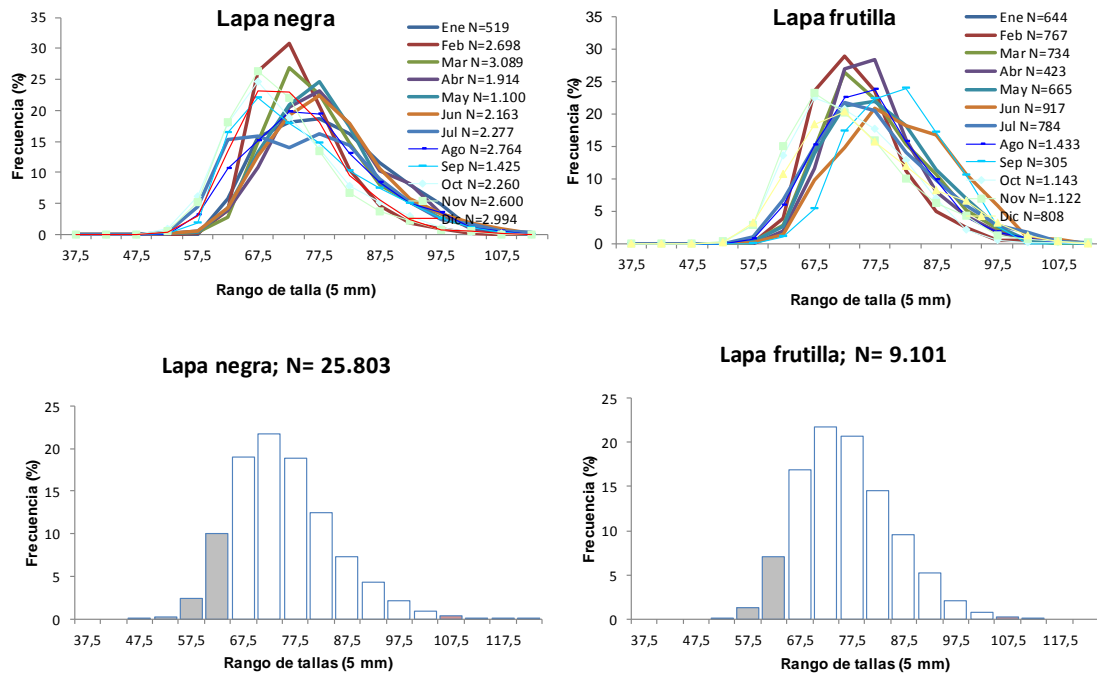 Lapa negra
35
30
25
20
15
10
5
0
Frecuencia (%)
37,5 47,5 57,5 67,5 77,5 87,5 97,5 107,5
Rango de talla (5 mm)
Ene N=519
Feb N=2.698
Mar N=3.089
Abr N=1.914
May N=1.100
Jun N=2.163
Jul N=2.277
Ago N=2.764
Sep N=1.425
Oct N=2.260
Nov N=2.600
Dic N=2.994
Lapa frutilla
35
30
25
20
15
10
5
0
Frecuencia (%)
37,5 47,5 57,5 67,5 77,5 87,5 97,5 107,5
Rango de talla (5 mm)
Ene N=644
Feb N=767
Mar N=734
Abr N=423
May N=665
Jun N=917
Jul N=784
Ago N=1.433
Sep N=305
Oct N=1.143
Nov N=1.122
Dic N=808
Lapa negra; N= 25.803
25
20
15
10
5
0
Frecuencia (%)
37,5 47,5 57,5 67,5 77,5 87,5 97,5 107,5
Rango de tallas (5 mm)
Lapa frutilla; N= 9.101
25
20
15
10
5
0
Frecuencia (%)
37,5 47,5 57,5 67,5 77,5 87,5 97,5 107,5 117,5
Rango de tallas (5 mm)